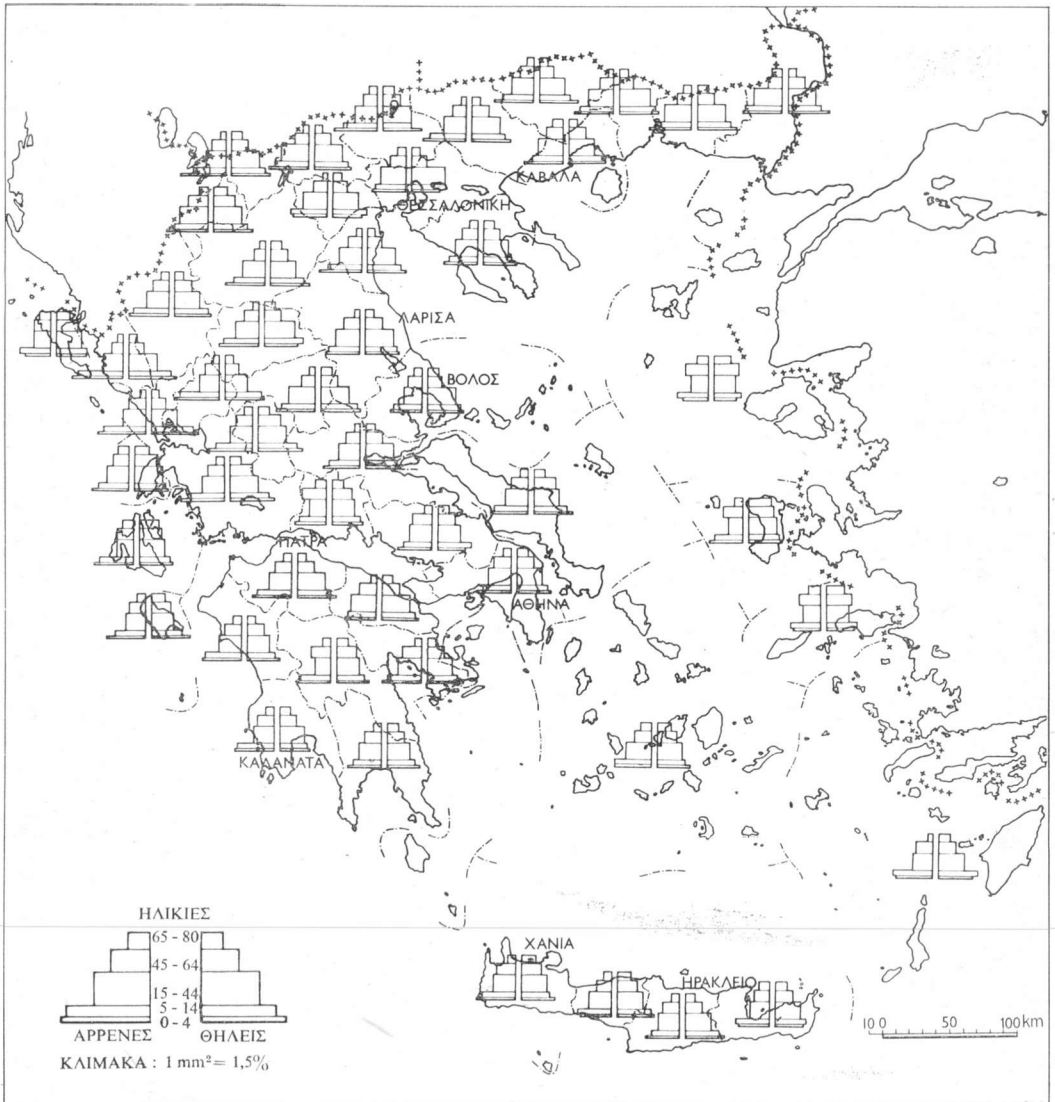 ΚΑΒΑΛΑ
ΘΕΣΣΑΛΟΝΙΚΗ
ΛΑΡΙΣΑ
ΒΟΛΟΣ
ΠΑΤΡΑ
ΑΘΗΝΑ
ΚΑΛΑΜΑΤΑ
ΧΑΝΙΑ
ΗΡΑΚΛΕΙΟ
ΗΛΙΚΙΕΣ
65 - 80
45 - 64
15 - 44
5 - 14
0 - 4
ΑΡΡΕΝΕΣ ΘΗΛΕΙΣ
ΚΛΙΜΑΚΑ : 1 mm² = 1,5%
10 0 50 100km